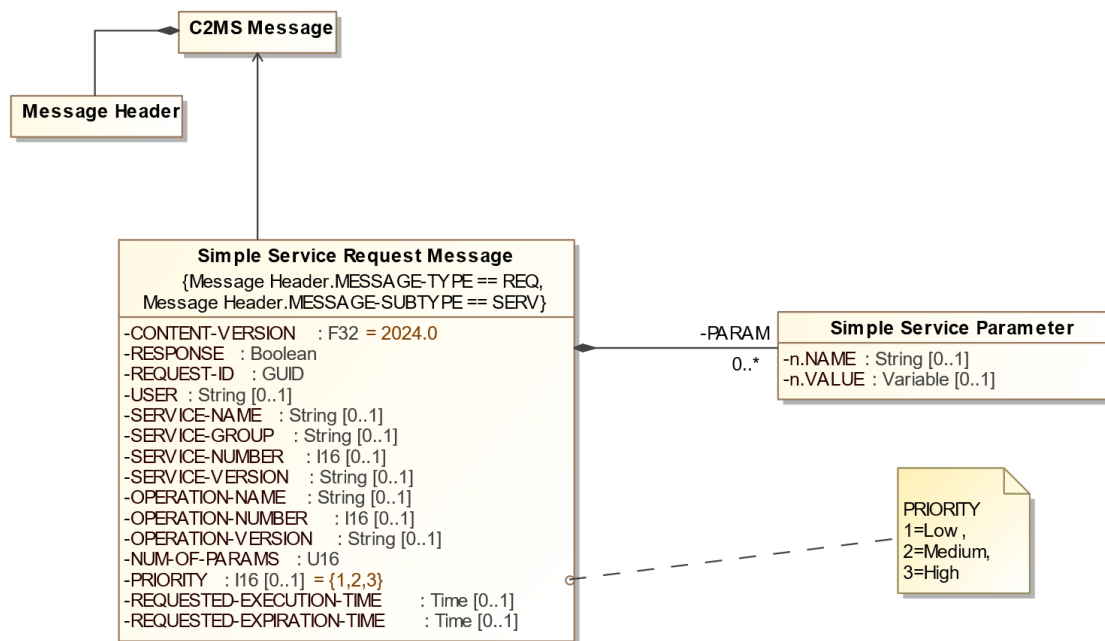 C2MS Message
Message Header
Simple Service Request Message
{Message Header.MESSAGE-TYPE == REQ,
Message Header.MESSAGE-SUBTYPE == SERV}
-CONTENT-VERSION : F32 = 2024.0
-RESPONSE : Boolean
-REQUEST-ID : GUID
-USER : String [0..1]
-SERVICE-NAME : String [0..1]
-SERVICE-GROUP : String [0..1]
-SERVICE-NUMBER : I16 [0..1]
-SERVICE-VERSION : String [0..1]
-OPERATION-NAME : String [0..1]
-OPERATION-NUMBER : I16 [0..1]
-OPERATION-VERSION : String [0..1]
-NUM-OF-PARAMS : U16
-PRIORITY : I16 [0..1] = {1,2,3}
-REQUESTED-EXECUTION-TIME : Time [0..1]
-REQUESTED-EXPIRATION-TIME : Time [0..1]
-PARAM
0..*
Simple Service Parameter
-n.NAME : String [0..1]
-n.VALUE : Variable [0..1]
PRIORITY
1=Low ,
2=Medium,
3=High